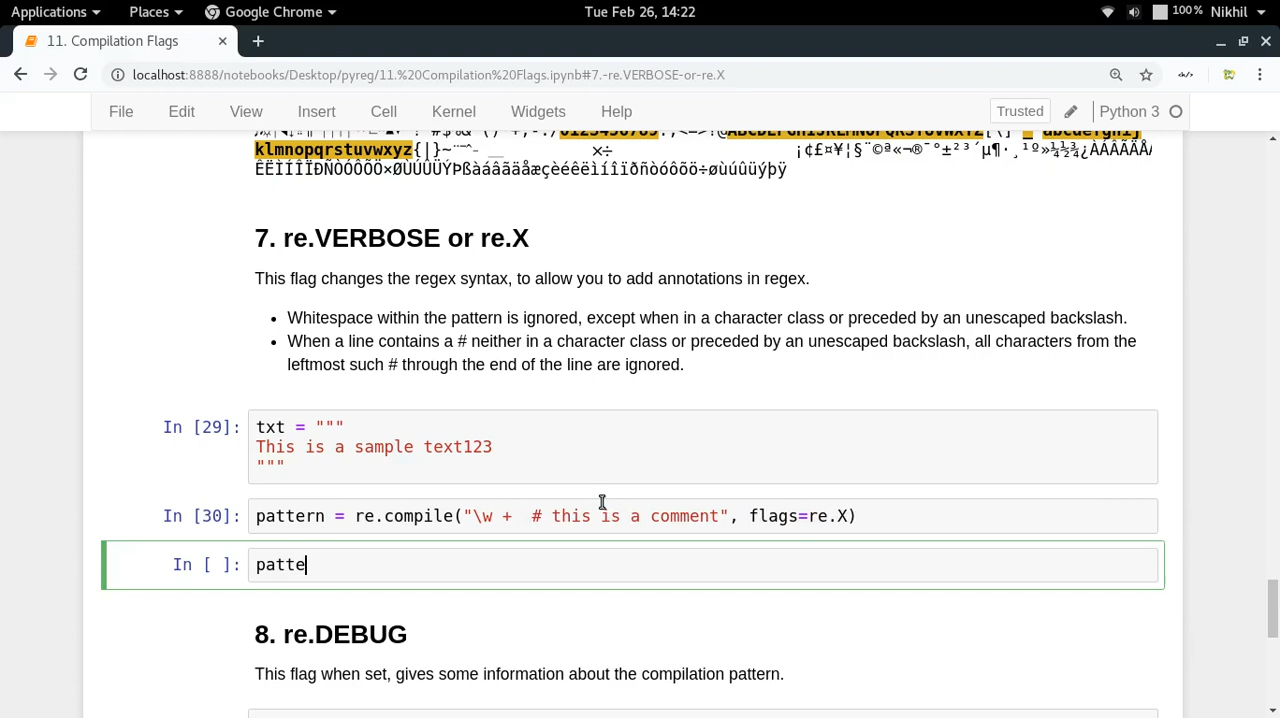 Applications Places Google Chrome Tue Feb 26, 14:22 100% Nikhil
11. Compilation Flags
localhost:8888/notebooks/Desktop/pyreg/11.%20Compilation%20Flags.ipynb#7.-re.VERBOSE-or-re.X
File Edit View Insert Cell Kernel Widgets Help Trusted Python 3
klmnopqrstuvwxyz{|}~
7. re.VERBOSE or re.X
This flag changes the regex syntax, to allow you to add annotations in regex.
• Whitespace within the pattern is ignored, except when in a character class or preceded by an unescaped backslash.
• When a line contains a # neither in a character class or preceded by an unescaped backslash, all characters from the
leftmost such # through the end of the line are ignored.
In [29]: txt = """
This is a sample text123
"""
In [30]: pattern = re.compile("\w +  # this is a comment", flags=re.X)
In [ ]: patte
8. re.DEBUG
This flag when set, gives some information about the compilation pattern.